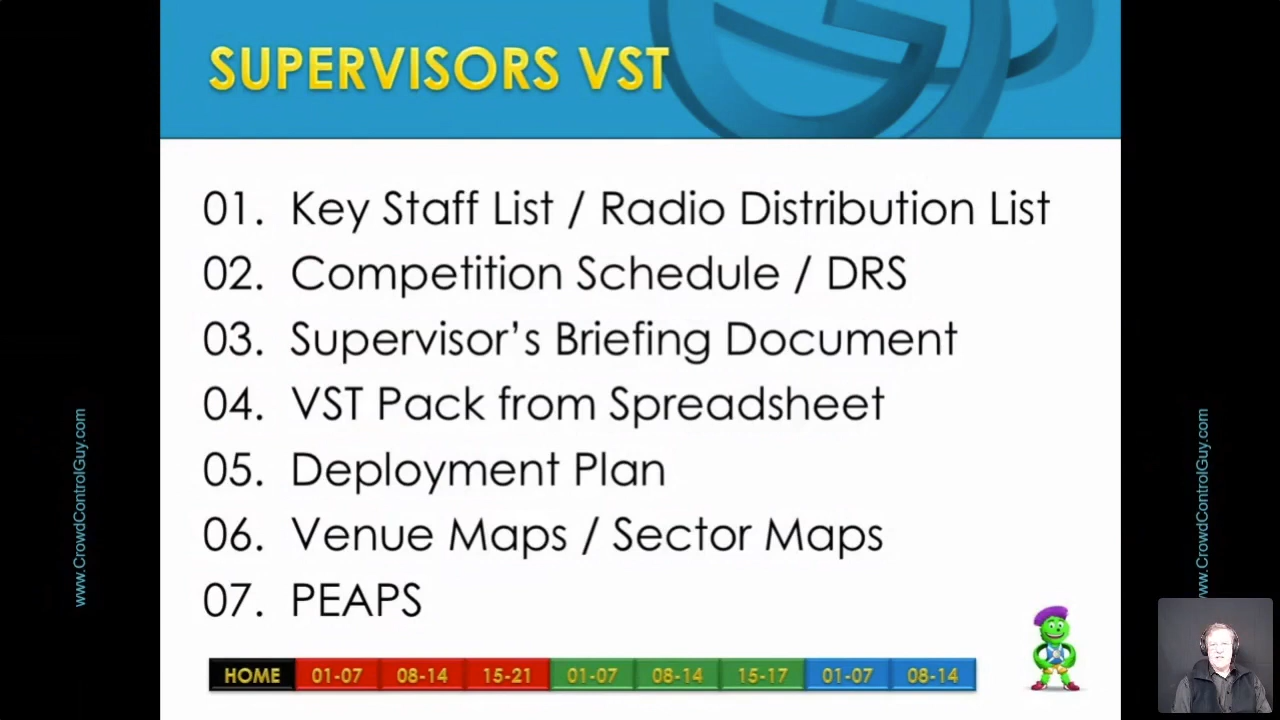 SUPERVISORS VST
01. Key Staff List / Radio Distribution List
02. Competition Schedule / DRS
03. Supervisor’s Briefing Document
04. VST Pack from Spreadsheet
05. Deployment Plan
06. Venue Maps / Sector Maps
07. PEAPS
HOME 01-07 08-14 15-21 01-07 08-14 15-17 01-07 08-14
www.CrowdControlGuy.com
www.CrowdControlGuy.com